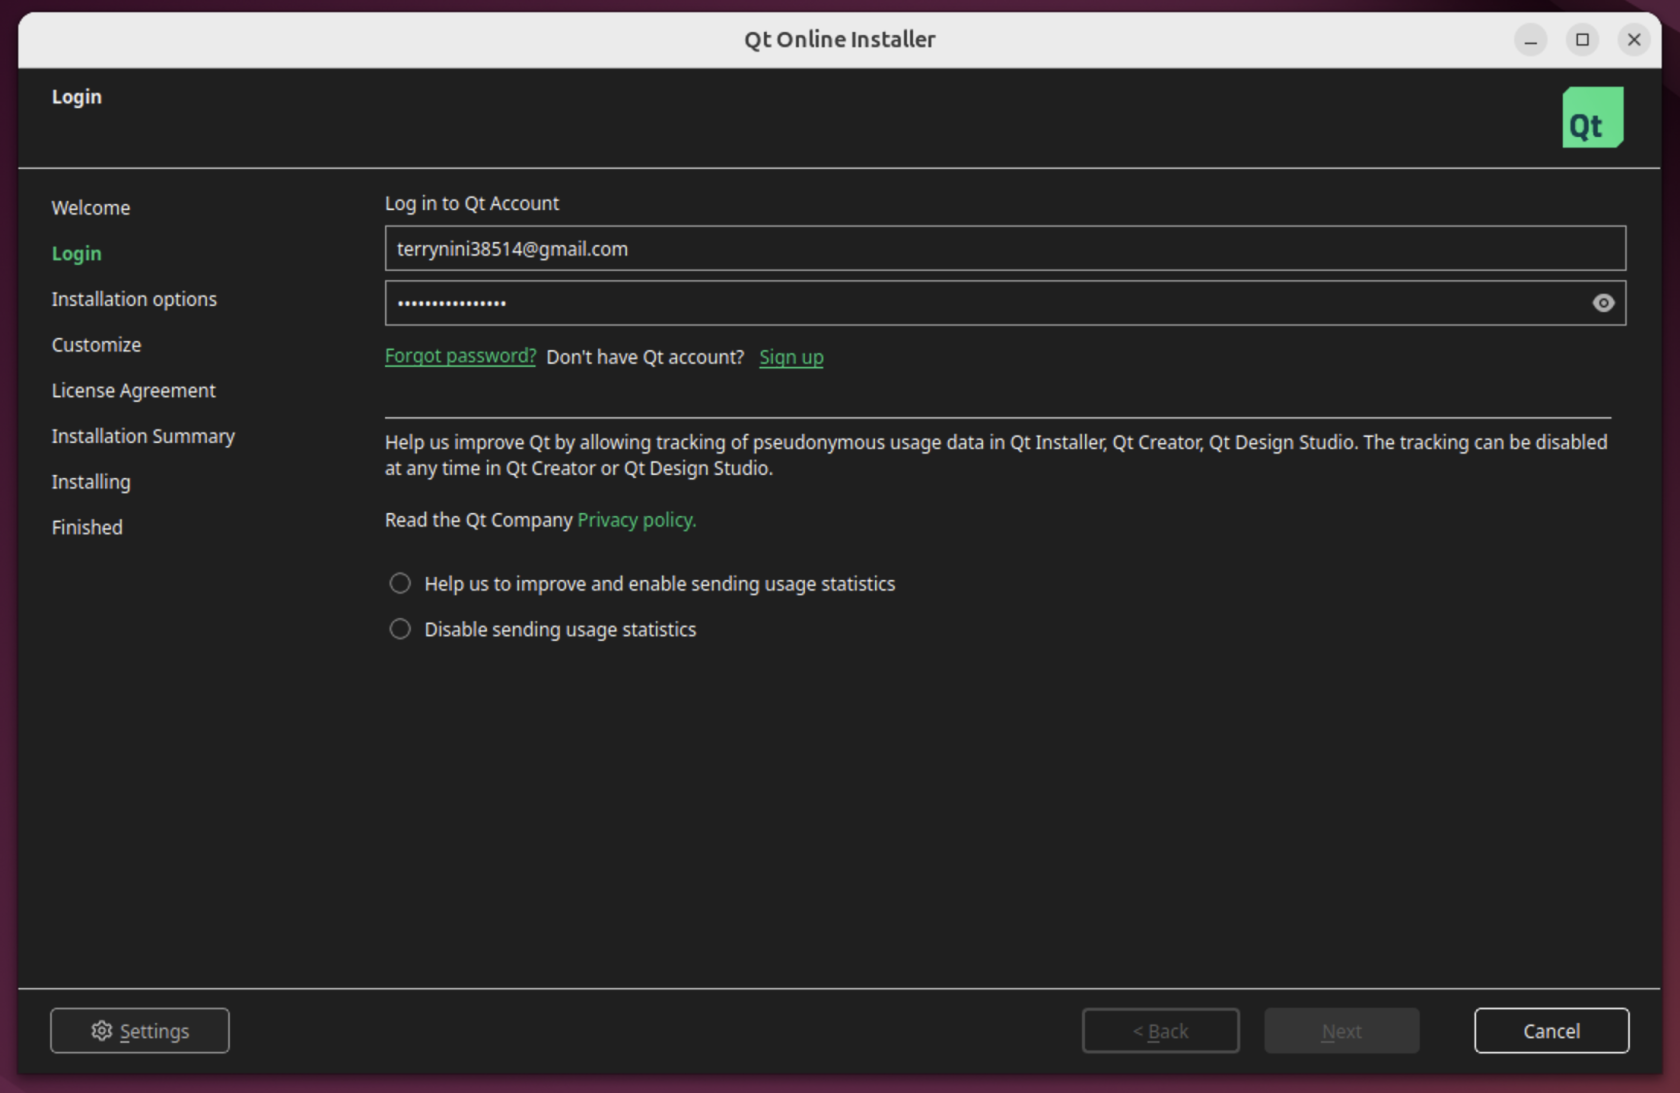 Qt Online Installer
Login
Qt
Welcome
Login
Installation options
Customize
License Agreement
Installation Summary
Installing
Finished
Log in to Qt Account
terrynini38514@gmail.com
••••••••••••••••
Forgot password? Don't have Qt account? Sign up
Help us improve Qt by allowing tracking of pseudonymous usage data in Qt Installer, Qt Creator, Qt Design Studio. The tracking can be disabled
at any time in Qt Creator or Qt Design Studio.
Read the Qt Company Privacy policy.
Help us to improve and enable sending usage statistics
Disable sending usage statistics
Settings
< Back
Next
Cancel